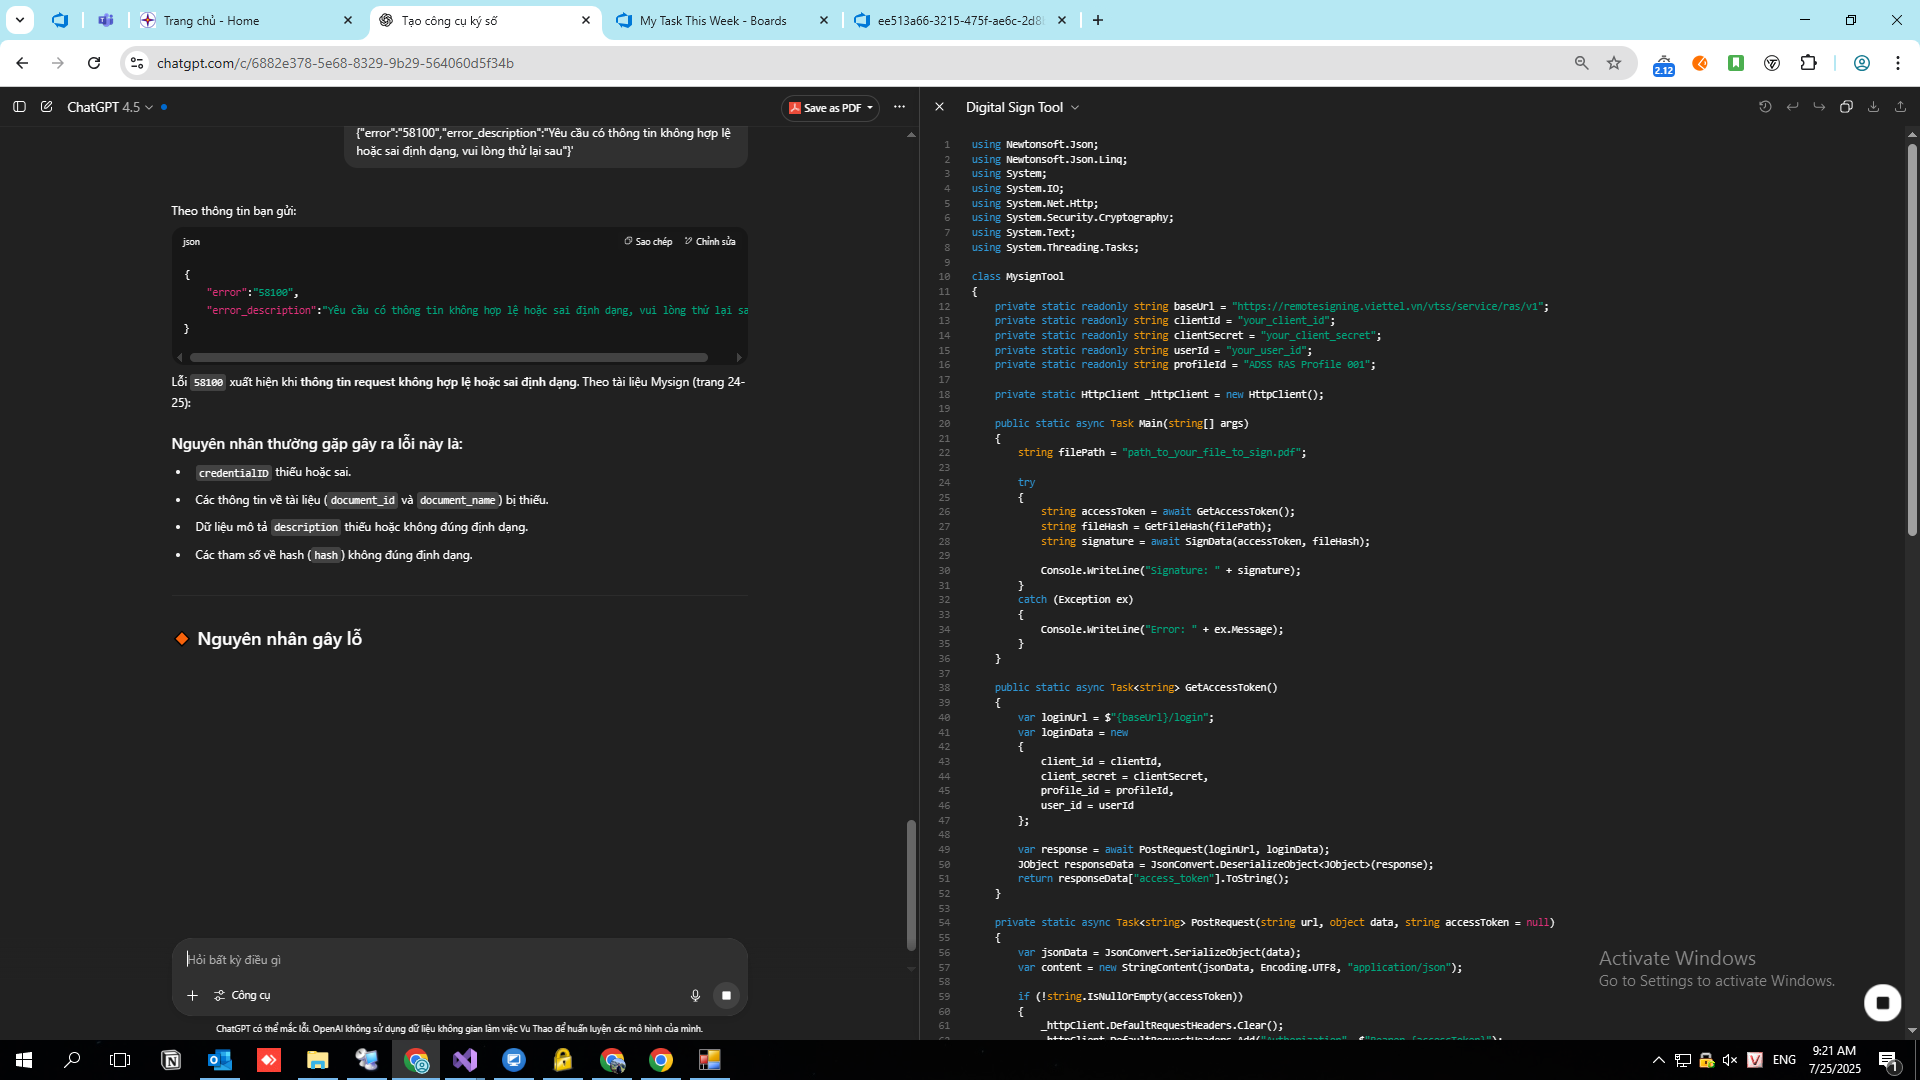 Trang chủ - Home
Tạo công cụ ký số
My Task This Week - Boards
ee513a66-3215-475f-ae6c-2d8
chatgpt.com/c/6882e378-5e68-8329-9b29-564060d5f34b
2.12
ChatGPT 4.5
Save as PDF
{"error":"58100","error_description":"Yêu cầu có thông tin không hợp lệ
hoặc sai định dạng, vui lòng thử lại sau"}'
Theo thông tin bạn gửi:
json
Sao chép
Chỉnh sửa
{
"error":"58100",
"error_description":"Yêu cầu có thông tin không hợp lệ hoặc sai định dạng, vui lòng thử lại sa
}
Lỗi 58100 xuất hiện khi thông tin request không hợp lệ hoặc sai định dạng. Theo tài liệu Mysign (trang 24-
25):
Nguyên nhân thường gặp gây ra lỗi này là:
• credentialID thiếu hoặc sai.
• Các thông tin về tài liệu (document_id và document_name) bị thiếu.
• Dữ liệu mô tả description thiếu hoặc không đúng định dạng.
• Các tham số về hash (hash) không đúng định dạng.
Nguyên nhân gây lỗ
Hỏi bất kỳ điều gì
Công cụ
ChatGPT có thể mắc lỗi. OpenAI không sử dụng dữ liệu không gian làm việc Vu Thao để huấn luyện các mô hình của mình.
Digital Sign Tool
1 using Newtonsoft.Json;
2 using Newtonsoft.Json.Linq;
3 using System;
4 using System.IO;
5 using System.Net.Http;
6 using System.Security.Cryptography;
7 using System.Text;
8 using System.Threading.Tasks;
9
10 class MysignTool
11 {
12 private static readonly string baseUrl = "https://remotesigning.viettel.vn/vtss/service/ras/v1";
13 private static readonly string clientId = "your_client_id";
14 private static readonly string clientSecret = "your_client_secret";
15 private static readonly string userId = "your_user_id";
16 private static readonly string profileId = "ADSS RAS Profile 001";
17
18 private static HttpClient _httpClient = new HttpClient();
19
20 public static async Task Main(string[] args)
21 {
22 string filePath = "path_to_your_file_to_sign.pdf";
23
24 try
25 {
26 string accessToken = await GetAccessToken();
27 string fileHash = GetFileHash(filePath);
28 string signature = await SignData(accessToken, fileHash);
29
30 Console.WriteLine("Signature: " + signature);
31 }
32 catch (Exception ex)
33 {
34 Console.WriteLine("Error: " + ex.Message);
35 }
36 }
37
38 public static async Task<string> GetAccessToken()
39 {
40 var loginUrl = $"{baseUrl}/login";
41 var loginData = new
42 {
43 client_id = clientId,
44 client_secret = clientSecret,
45 profile_id = profileId,
46 user_id = userId
47 };
48
49 var response = await PostRequest(loginUrl, loginData);
50 JObject responseData = JsonConvert.DeserializeObject<JObject>(response);
51 return responseData["access_token"].ToString();
52 }
53
54 private static async Task<string> PostRequest(string url, object data, string accessToken = null)
55 {
56 var jsonData = JsonConvert.SerializeObject(data);
57 var content = new StringContent(jsonData, Encoding.UTF8, "application/json");
58
59 if (!string.IsNullOrEmpty(accessToken))
60 {
61 _httpClient.DefaultRequestHeaders.Clear();
Activate Windows
Go to Settings to activate Windows.
ENG
9:21 AM
7/25/2025
1